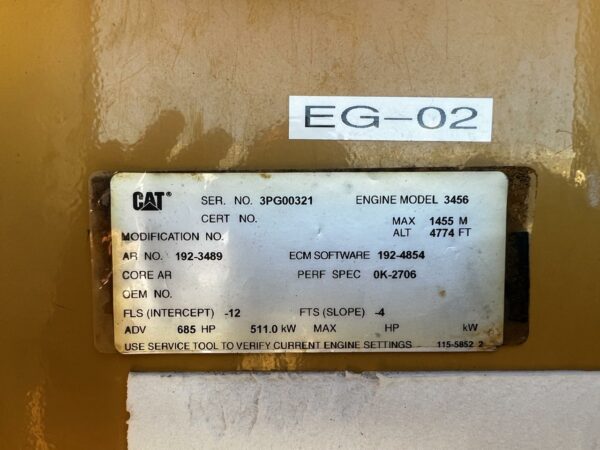 EG-02
CAT® SER. NO. 3PG00321 ENGINE MODEL 3456
CERT NO. MAX 1455 M
MODIFICATION NO. ALT 4774 FT
AR NO. 192-3489 ECM SOFTWARE 192-4854
CORE AR PERF SPEC 0K-2706
OEM NO.
FLS (INTERCEPT) -12 FTS (SLOPE) -4
ADV 685 HP 511.0 kW MAX HP kW
USE SERVICE TOOL TO VERIFY CURRENT ENGINE SETTINGS 115-5852 2